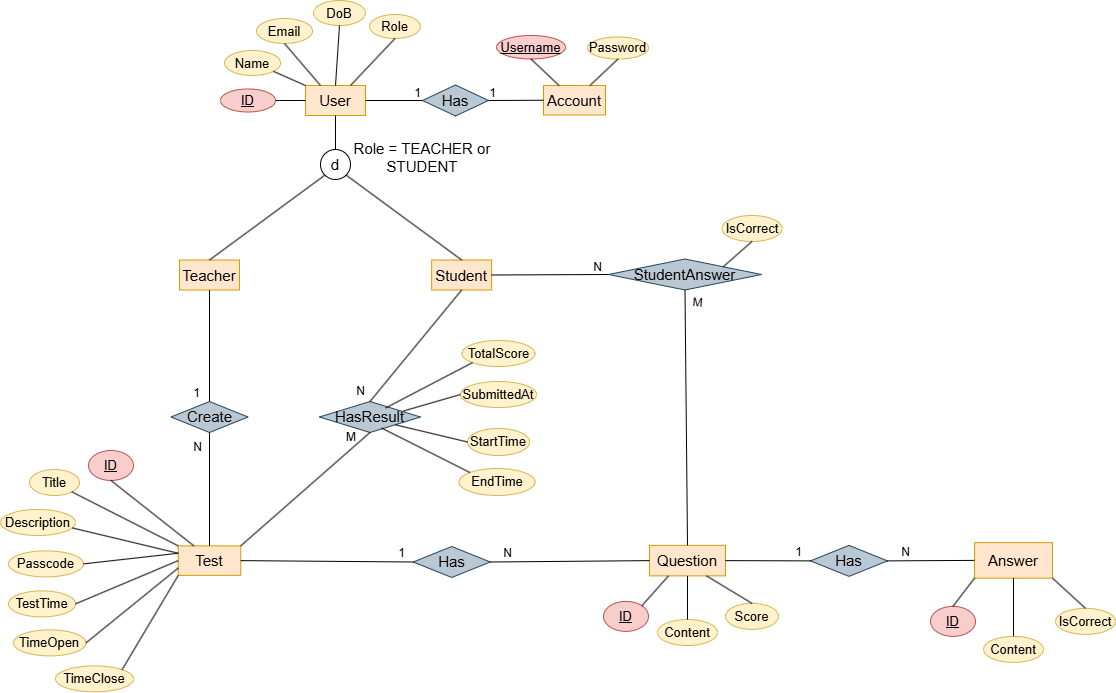 DoB
Email
Role
Name
Username
Password
ID
User
1
Has
1
Account
d
Role = TEACHER or
STUDENT
IsCorrect
Teacher
Student
N
StudentAnswer
M
TotalScore
1
N
SubmittedAt
Create
HasResult
M
N
StartTime
ID
EndTime
Title
Description
Passcode
Test
1
Has
N
Question
1
Has
N
Answer
TestTime
ID
Content
Score
ID
Content
IsCorrect
TimeOpen
TimeClose